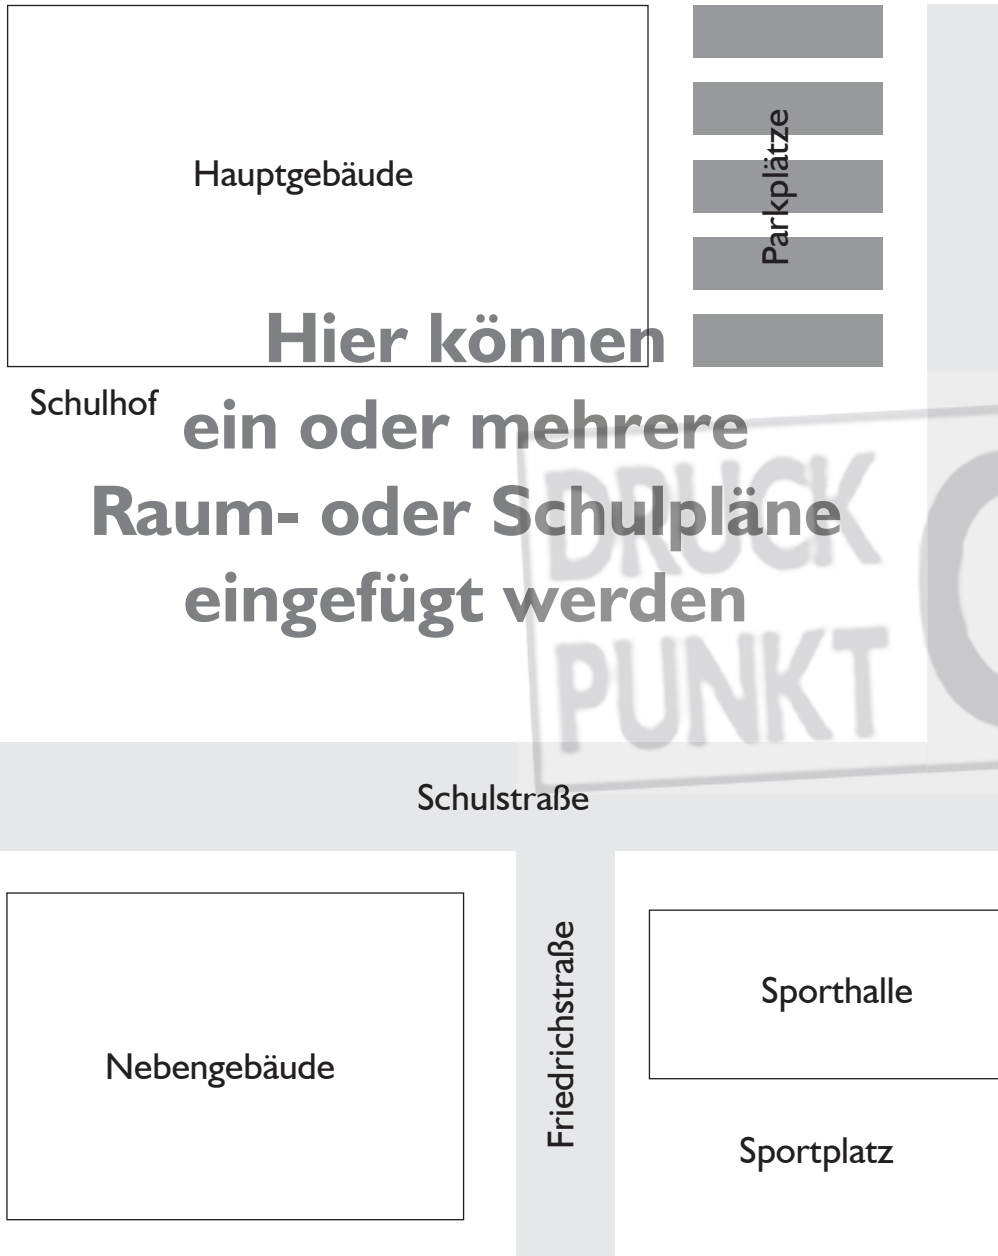 Hauptgebäude
Parkplätze
Hier können
Schulhof
ein oder mehrere
Raum- oder Schulpläne
eingefügt werden
DRUCK
PUNKT
Schulstraße
Friedrichstraße
Sporthalle
Nebengebäude
Sportplatz